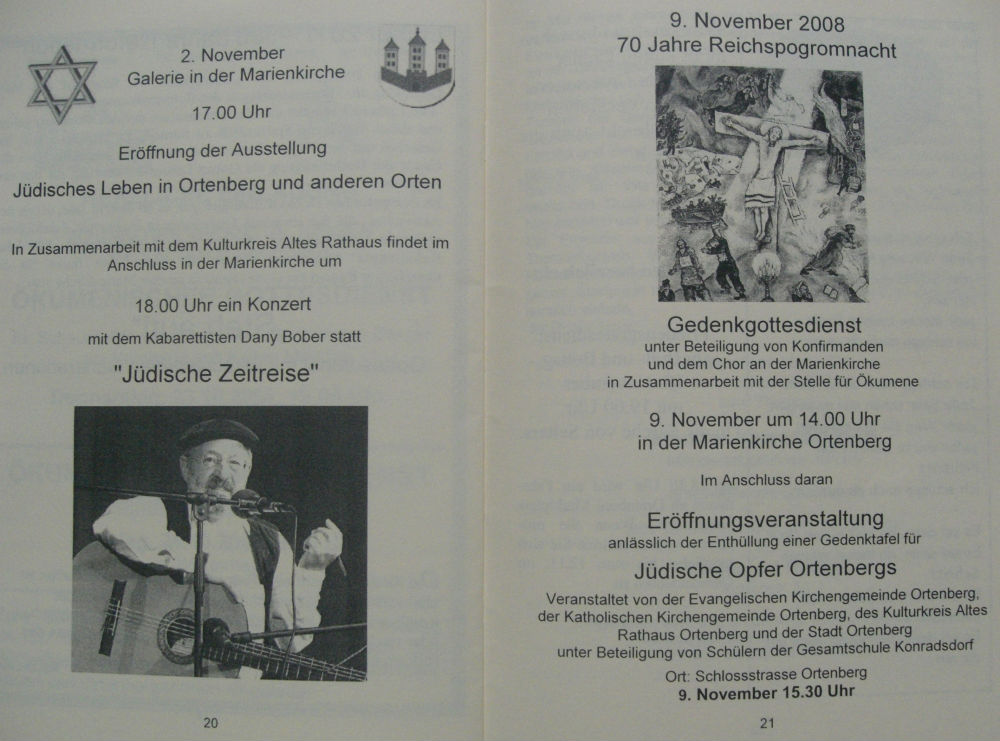 2. November
Galerie in der Marienkirche
17.00 Uhr
Eröffnung der Ausstellung
Jüdisches Leben in Ortenberg und anderen Orten
In Zusammenarbeit mit dem Kulturkreis Altes Rathaus findet im
Anschluss in der Marienkirche um
18.00 Uhr ein Konzert
mit dem Kabarettisten Dany Bober statt
"Jüdische Zeitreise"
20
9. November 2008
70 Jahre Reichspogromnacht
Gedenkgottesdienst
unter Beteiligung von Konfirmanden
und dem Chor an der Marienkirche
in Zusammenarbeit mit der Stelle für Ökumene
9. November um 14.00 Uhr
in der Marienkirche Ortenberg
Im Anschluss daran
Eröffnungsveranstaltung
anlässlich der Enthüllung einer Gedenktafel für
Jüdische Opfer Ortenbergs
Veranstaltet von der Evangelischen Kirchengemeinde Ortenberg,
der Katholischen Kirchengemeinde Ortenberg, des Kulturkreis Altes
Rathaus Ortenberg und der Stadt Ortenberg
unter Beteiligung von Schülern der Gesamtschule Konradsdorf
Ort: Schlossstrasse Ortenberg
9. November 15.30 Uhr
21